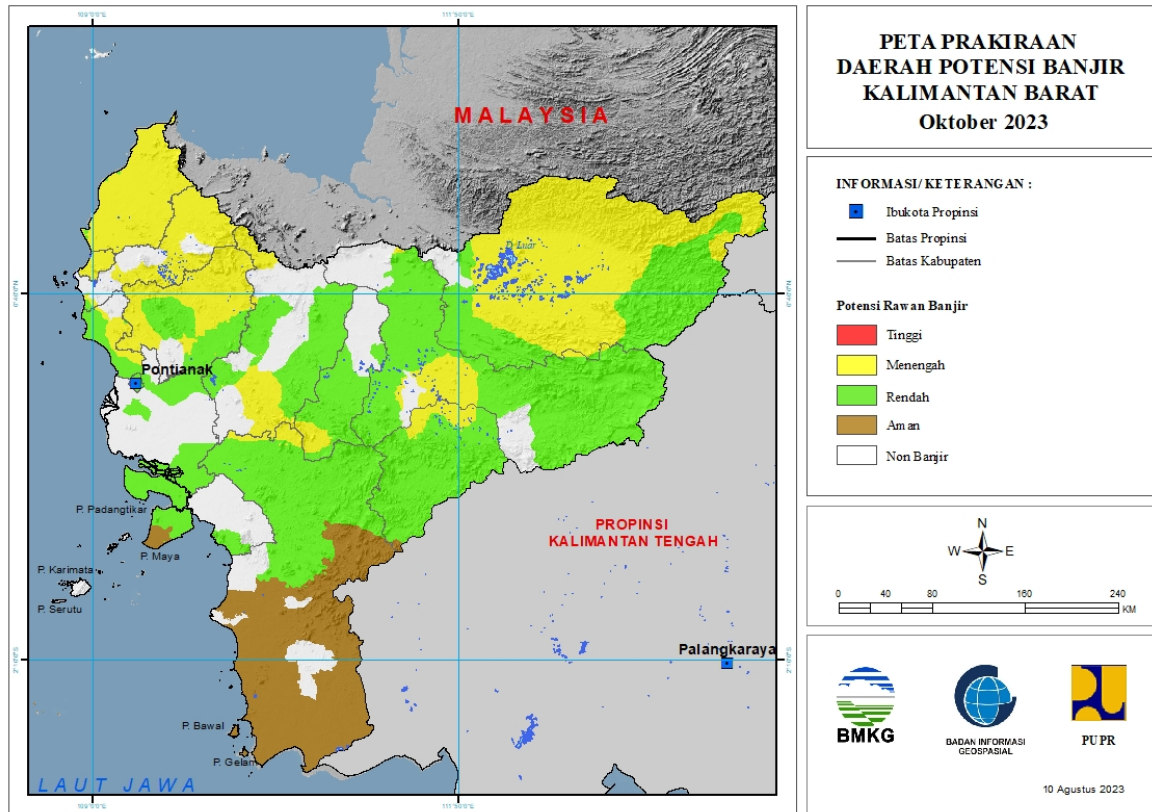 PETA PRAKIRAAN
DAERAH POTENSI BANJIR
KALIMANTAN BARAT
Oktober 2023
INFORMASI/ KETERANGAN :
Ibukota Propinsi
Batas Propinsi
Batas Kabupaten
Potensi Rawan Banjir
Tinggi
Menengah
Rendah
Aman
Non Banjir
N
W E
S
0 40 80 160 240
KM
BMKG
BADAN INFORMASI
GEOSPASIAL
PUPR
10 Agustus 2023
MALAYSIA
D. Luar
Pontianak
P. Padangtikar
P. Maya
P. Karimata
P. Serutu
PROPINSI
KALIMANTAN TENGAH
Palangkaraya
P. Bawal
P. Gelam
LAUT JAWA